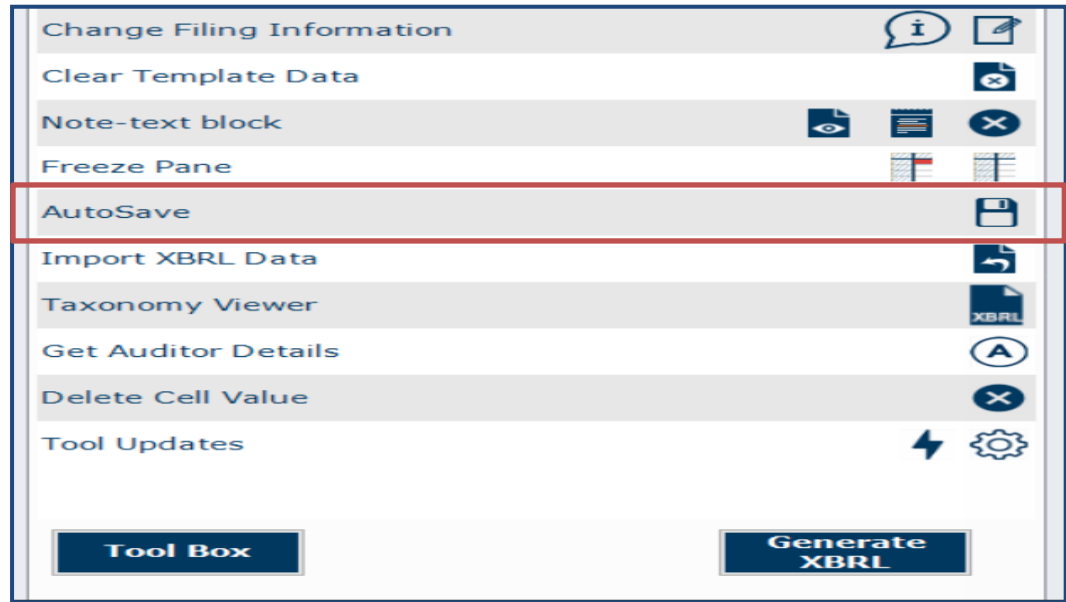 Change Filing Information i
Clear Template Data
Note-text block
Freeze Pane
AutoSave
Import XBRL Data
Taxonomy Viewer XBRL
Get Auditor Details A
Delete Cell Value
Tool Updates
Tool Box
Generate
XBRL